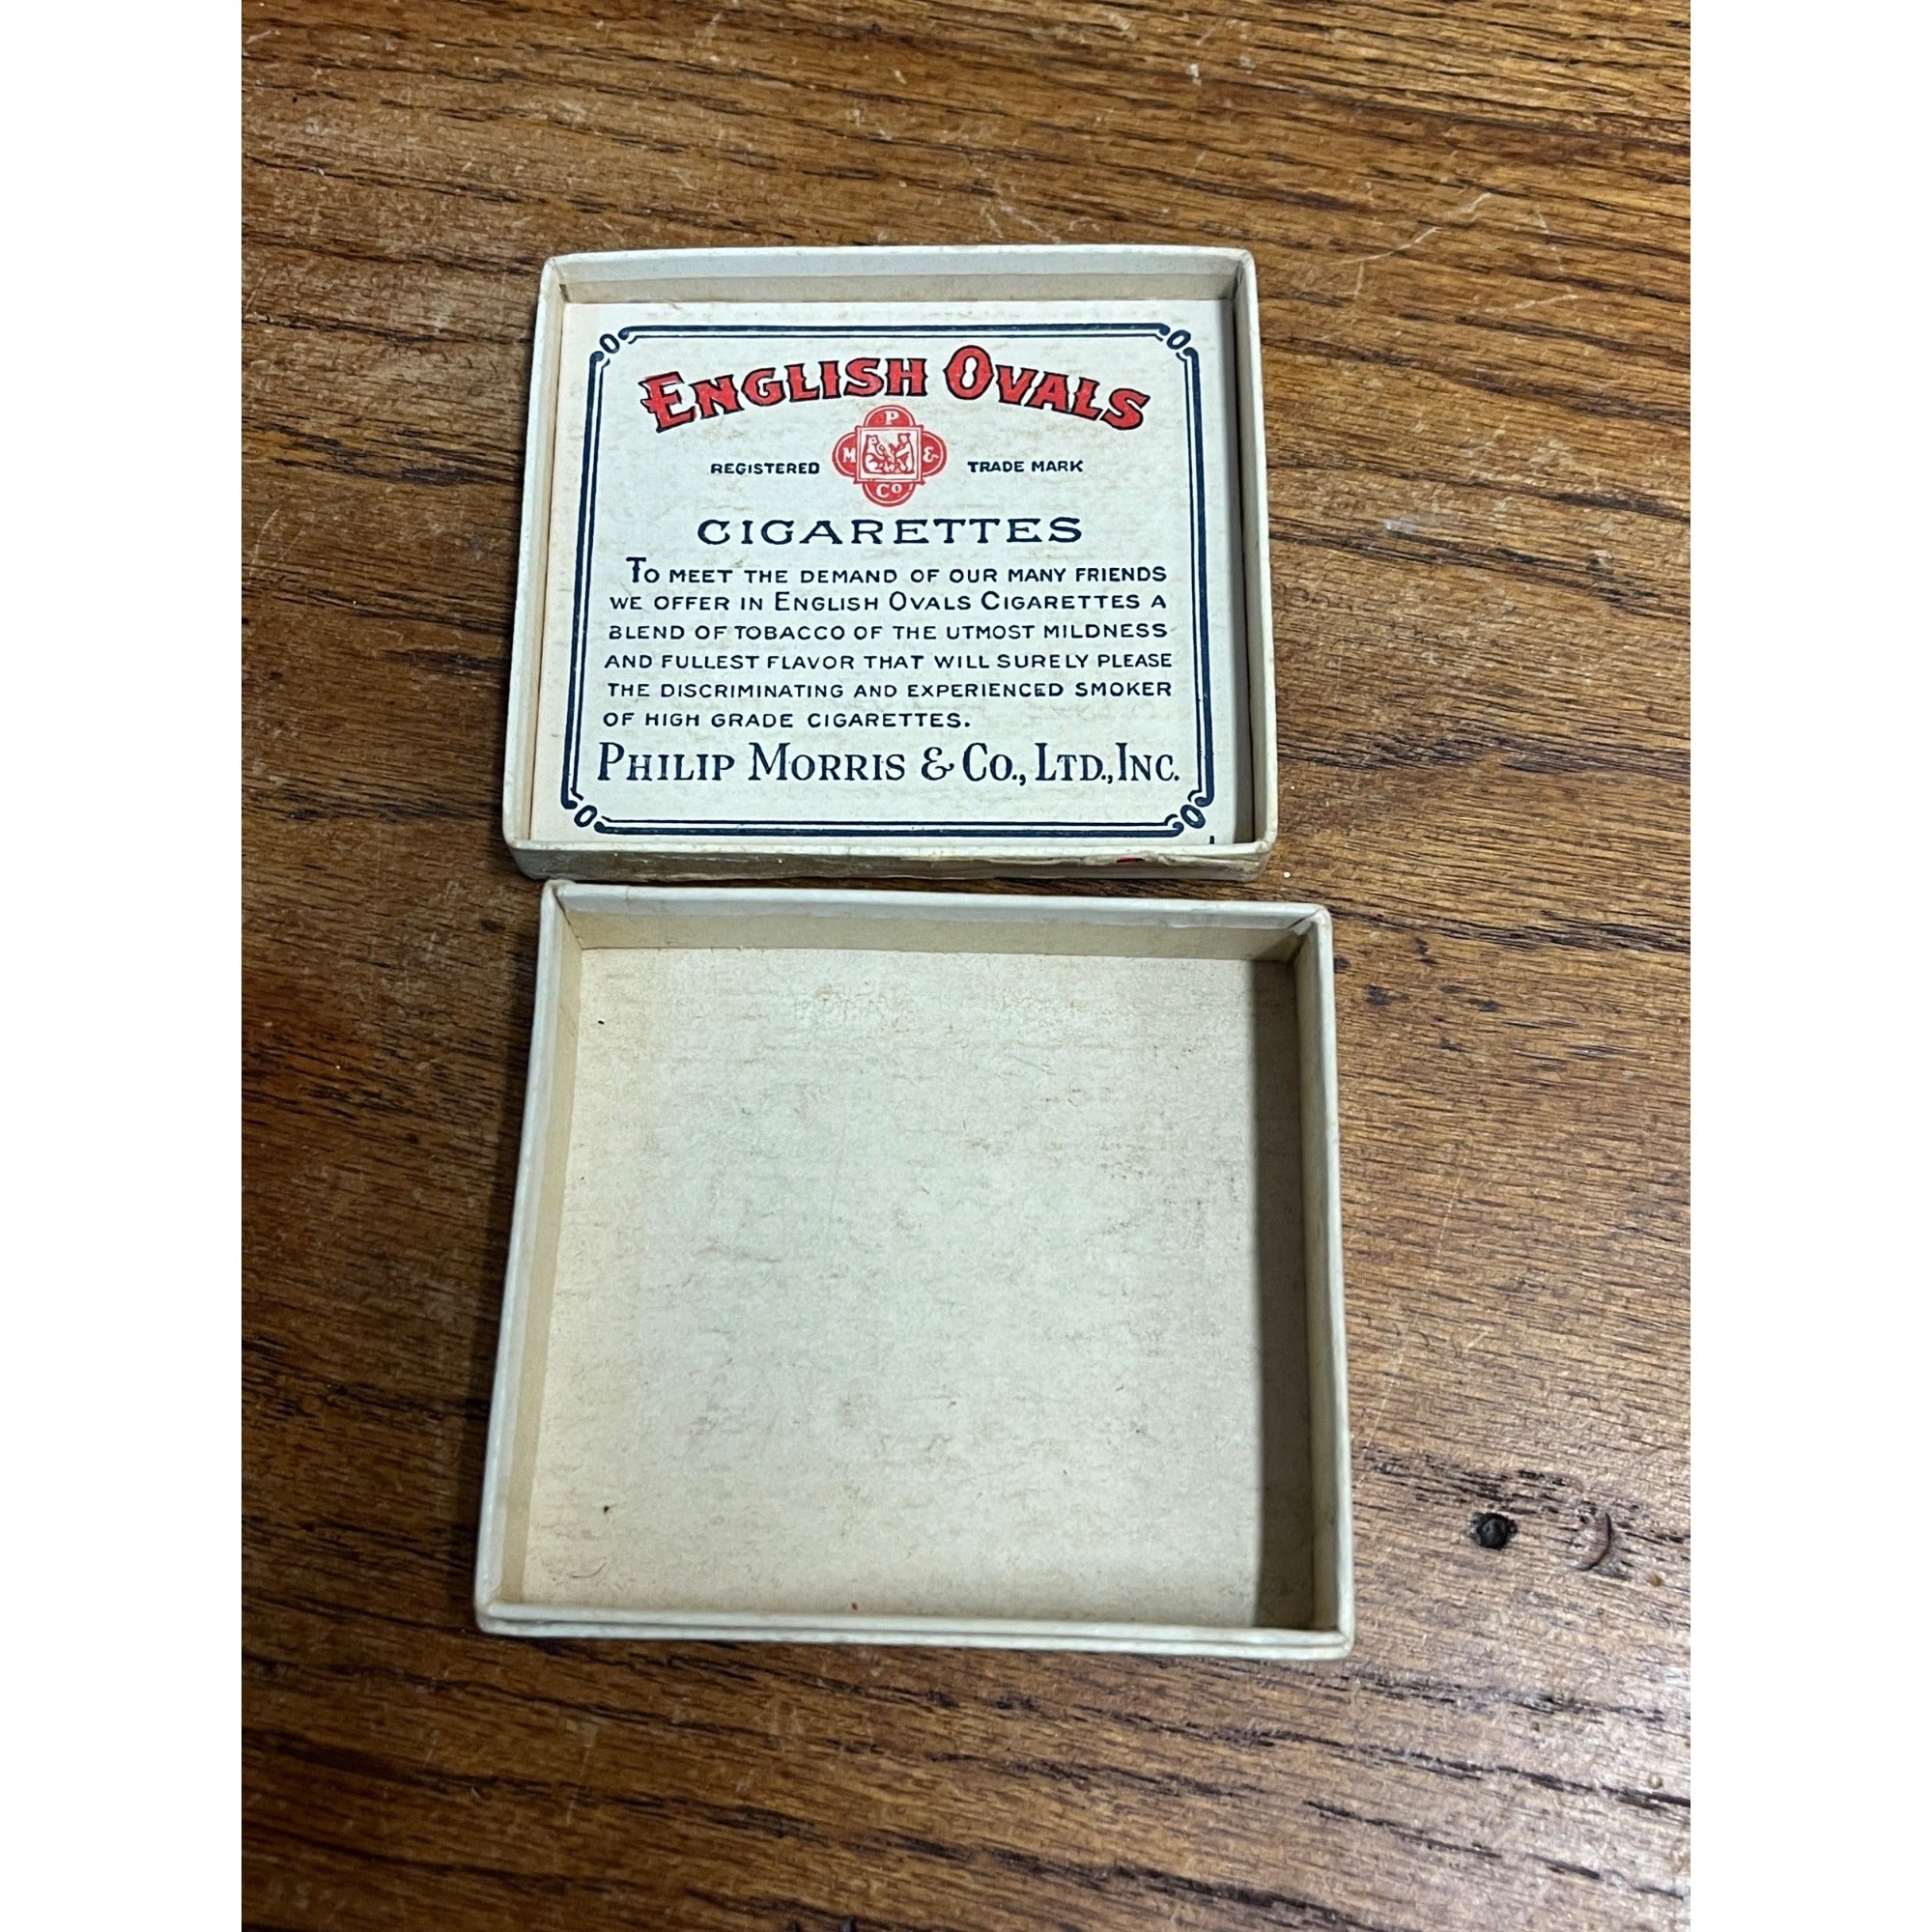 ENGLISH OVALS
P
REGISTERED M & TRADE MARK
CO
CIGARETTES
TO MEET THE DEMAND OF OUR MANY FRIENDS
WE OFFER IN ENGLISH OVALS CIGARETTES A
BLEND OF TOBACCO OF THE UTMOST MILDNESS
AND FULLEST FLAVOR THAT WILL SURELY PLEASE
THE DISCRIMINATING AND EXPERIENCED SMOKER
OF HIGH GRADE CIGARETTES.
PHILIP MORRIS & CO., LTD., INC.